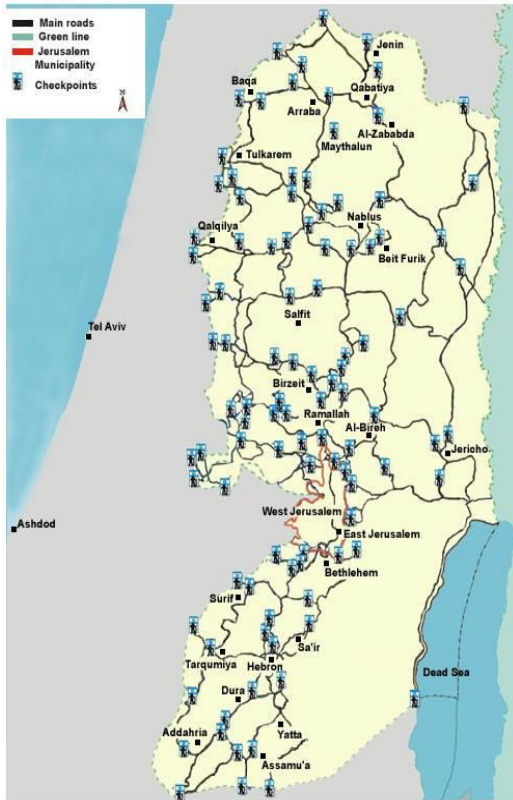 Main roads
Green line
Jerusalem
Municipality
Checkpoints
N
Jenin
Baqa
Qabatiya
Arraba
Al-Zababda
Maythalun
Tulkarem
Nablus
Qalqilya
Beit Furik
Salfit
Tel Aviv
Birzeit
Ramallah
Al-Bireh
Jericho
West Jerusalem
Ashdod
East Jerusalem
Bethlehem
Surif
Sa'ir
Tarqumiya
Hebron
Dead Sea
Dura
Addahria
Yatta
Assamu'a